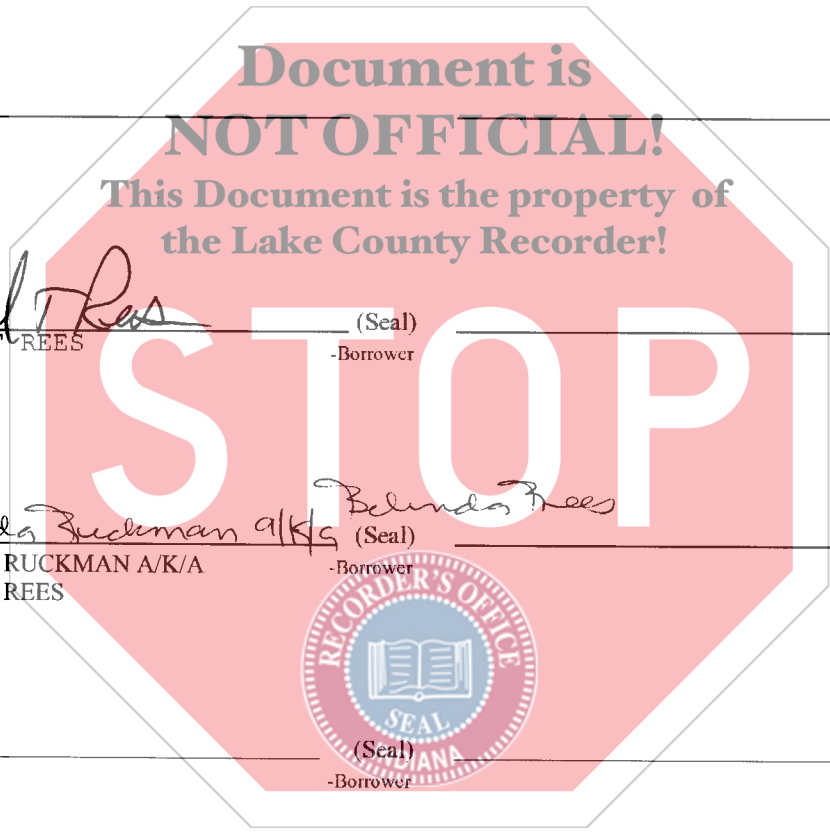 Document is
NOT OFFICIAL!
This Document is the property of
the Lake County Recorder!
T Rees (Seal)
REES -Borrower
STOP
Ruckman a/k/a Belinda Rees (Seal)
RUCKMAN A/K/A -Borrower
REES
RECORDER'S OFFICE
SEAL
INDIANA
(Seal)
-Borrower